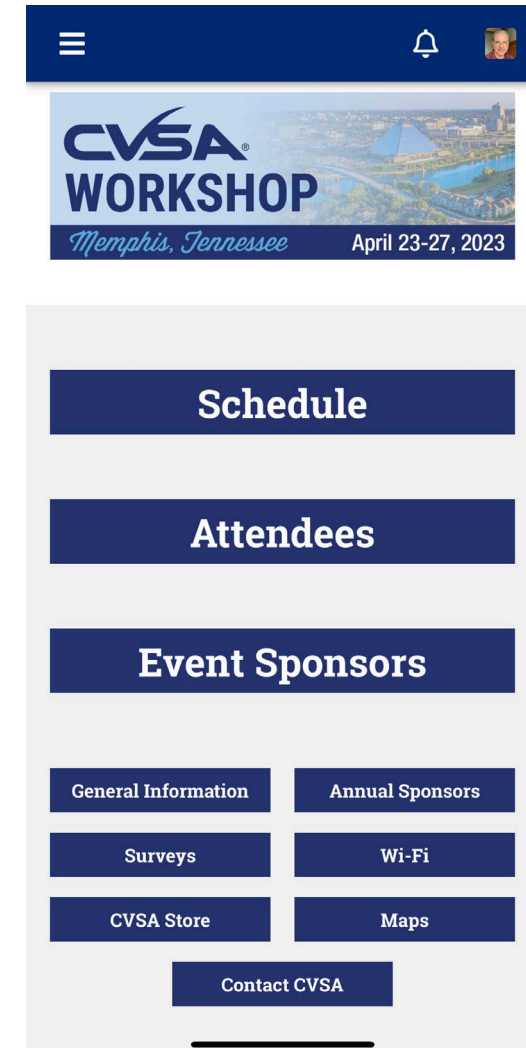 CVSA®
WORKSHOP
Memphis, Tennessee April 23-27, 2023
Schedule
Attendees
Event Sponsors
General Information Annual Sponsors
Surveys Wi-Fi
CVSA Store Maps
Contact CVSA